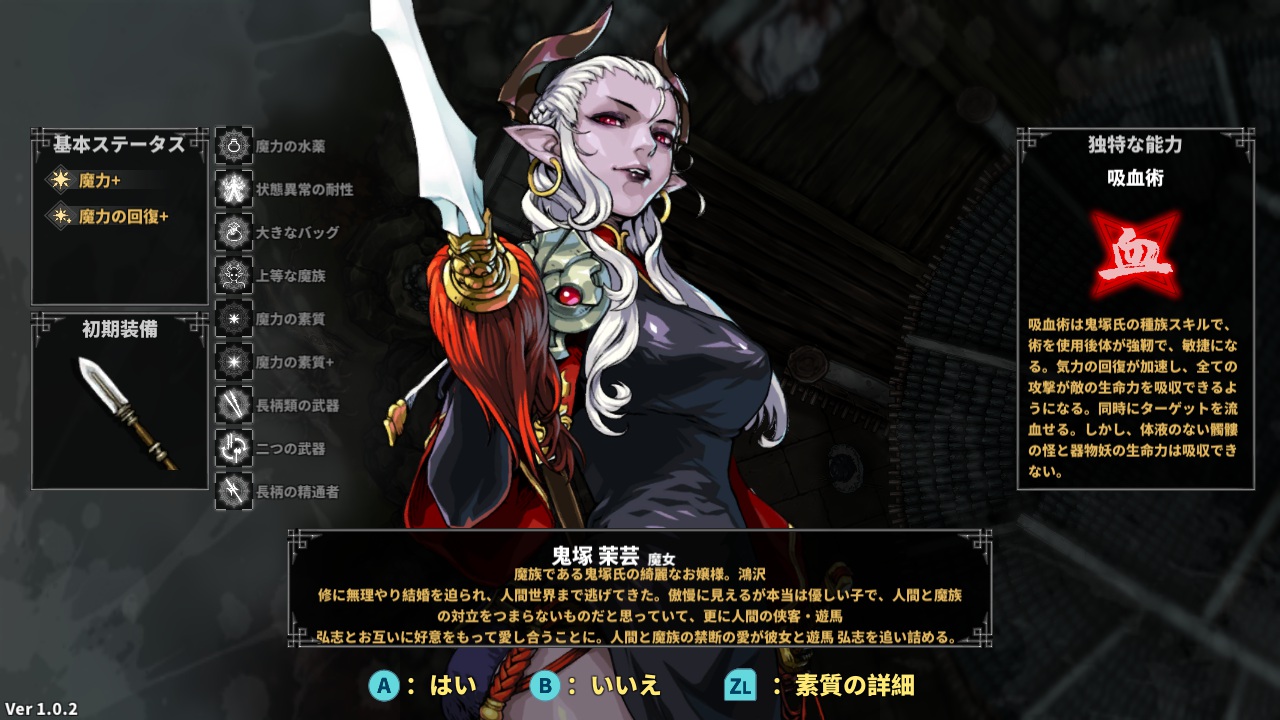 基本ステータス
魔力+
魔力の回復+
初期装備
魔力の水薬
状態異常の耐性
大きなバッグ
上等な魔族
魔力の素質
魔力の素質+
長柄類の武器
二つの武器
長柄の精通者
独特な能力
吸血術
血
吸血術は鬼塚氏の種族スキルで、
術を使用後体が強靭で、敏捷にな
る。気力の回復が加速し、全ての
攻撃が敵の生命力を吸収できるよ
うになる。同時にターゲットを流
血せる。しかし、体液のない髑髏
の怪と器物妖の生命力は吸収でき
ない。
鬼塚 茉芸 魔女
魔族である鬼塚氏の綺麗なお嬢様。鴻沢
修に無理やり結婚を迫られ、人間世界まで逃げてきた。傲慢に見えるが本当は優しい子で、人間と魔族
の対立をつまらないものだと思っていて、更に人間の侠客・遊馬
弘志とお互いに好意をもって愛し合うことに。人間と魔族の禁断の愛が彼女と遊馬 弘志を追い詰める。
A : はい B : いいえ ZL : 素質の詳細
Ver 1.0.2